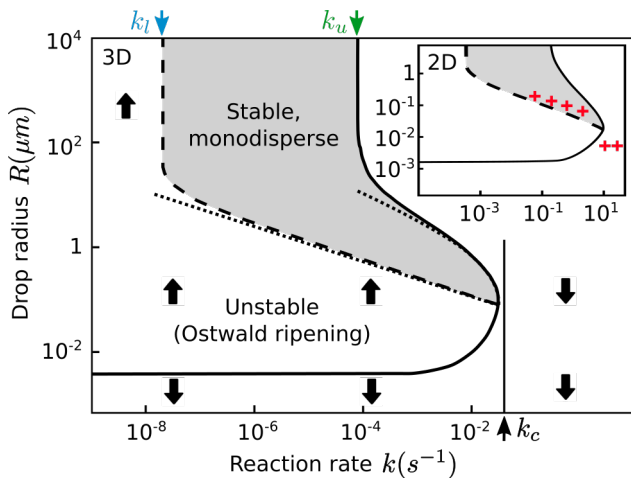 k_l
k_u
10^4
3D
Stable,
monodisperse
10^2
1
10^-2
Drop radius R(μm)
Unstable
(Ostwald ripening)
2D
1
10^-1
10^-2
10^-3
10^-3
10^-1
10^1
10^-8
10^-6
10^-4
10^-2
k_c
Reaction rate k(s^-1)